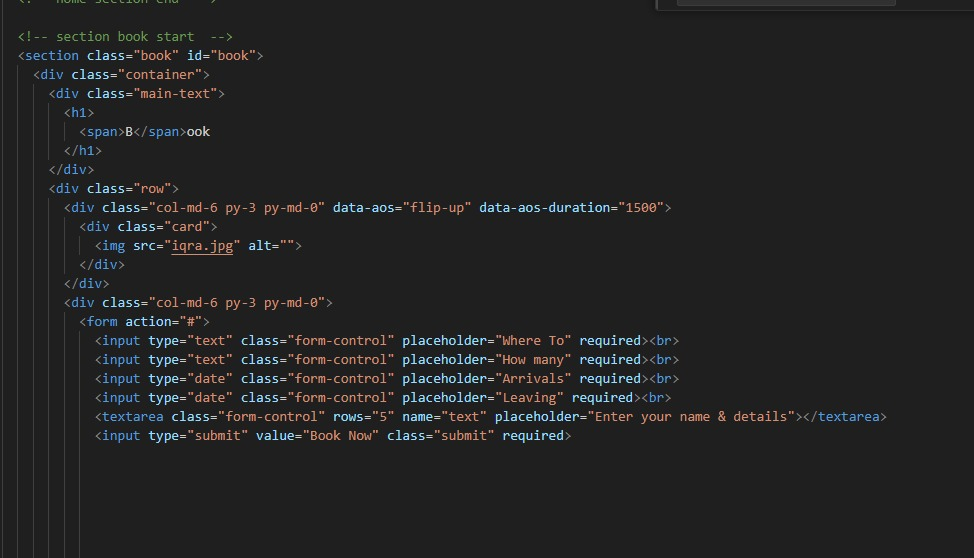 <!-- home section end -->
<!-- section book start  -->
<section class="book" id="book">
<div class="container">
<div class="main-text">
<h1>
<span>B</span>ook
</h1>
</div>
<div class="row">
<div class="col-md-6 py-3 py-md-0" data-aos="flip-up" data-aos-duration="1500">
<div class="card">
<img src="iqra.jpg" alt="">
</div>
</div>
<div class="col-md-6 py-3 py-md-0">
<form action="#">
<input type="text" class="form-control" placeholder="Where To" required><br>
<input type="text" class="form-control" placeholder="How many" required><br>
<input type="date" class="form-control" placeholder="Arrivals" required><br>
<input type="date" class="form-control" placeholder="Leaving" required><br>
<textarea class="form-control" rows="5" name="text" placeholder="Enter your name & details"></textarea>
<input type="submit" value="Book Now" class="submit" required>